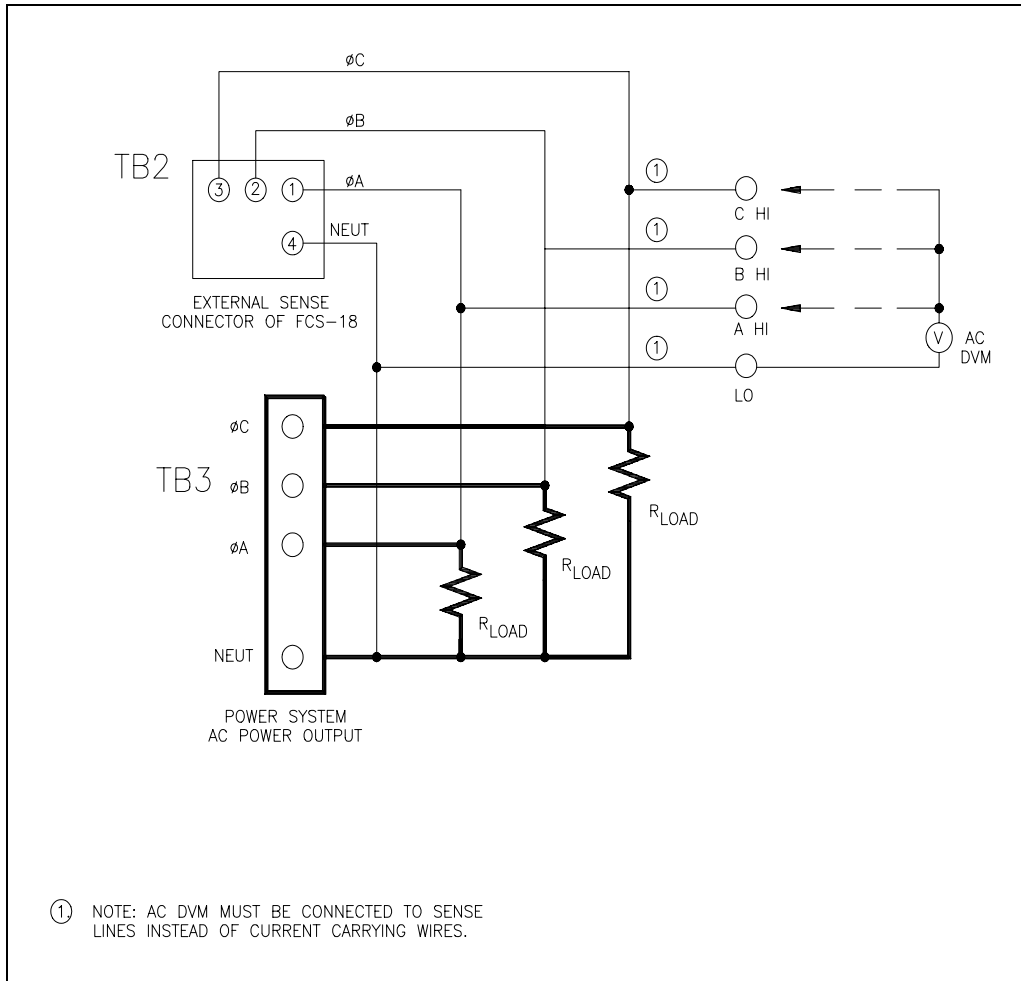 øC
øB
TB2
3
2
1
øA
4
NEUT
EXTERNAL SENSE
CONNECTOR OF FCS-18
1
C HI
1
B HI
1
A HI
1
LO
V
AC
DVM
TB3
øC
øB
øA
NEUT
RLOAD
RLOAD
RLOAD
POWER SYSTEM
AC POWER OUTPUT
1 NOTE: AC DVM MUST BE CONNECTED TO SENSE
LINES INSTEAD OF CURRENT CARRYING WIRES.